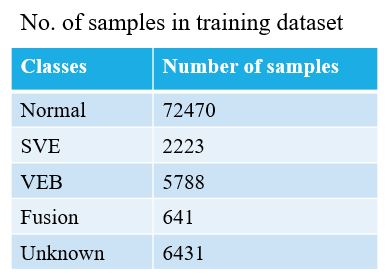 No. of samples in training dataset
Classes Number of samples
Normal 72470
SVE 2223
VEB 5788
Fusion 641
Unknown 6431